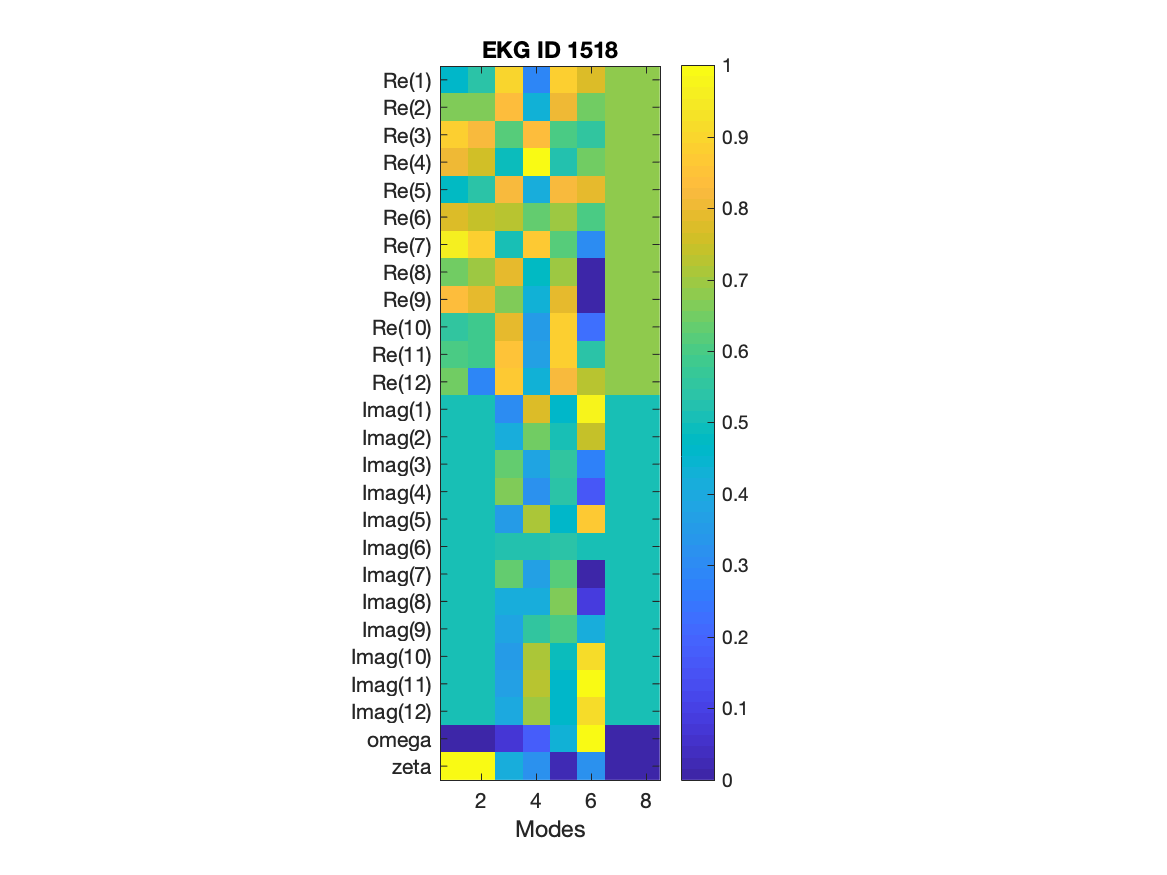 EKG ID 1518
Re(1)
Re(2)
Re(3)
Re(4)
Re(5)
Re(6)
Re(7)
Re(8)
Re(9)
Re(10)
Re(11)
Re(12)
Imag(1)
Imag(2)
Imag(3)
Imag(4)
Imag(5)
Imag(6)
Imag(7)
Imag(8)
Imag(9)
Imag(10)
Imag(11)
Imag(12)
omega
zeta
2 4 6 8
Modes
1
0.9
0.8
0.7
0.6
0.5
0.4
0.3
0.2
0.1
0